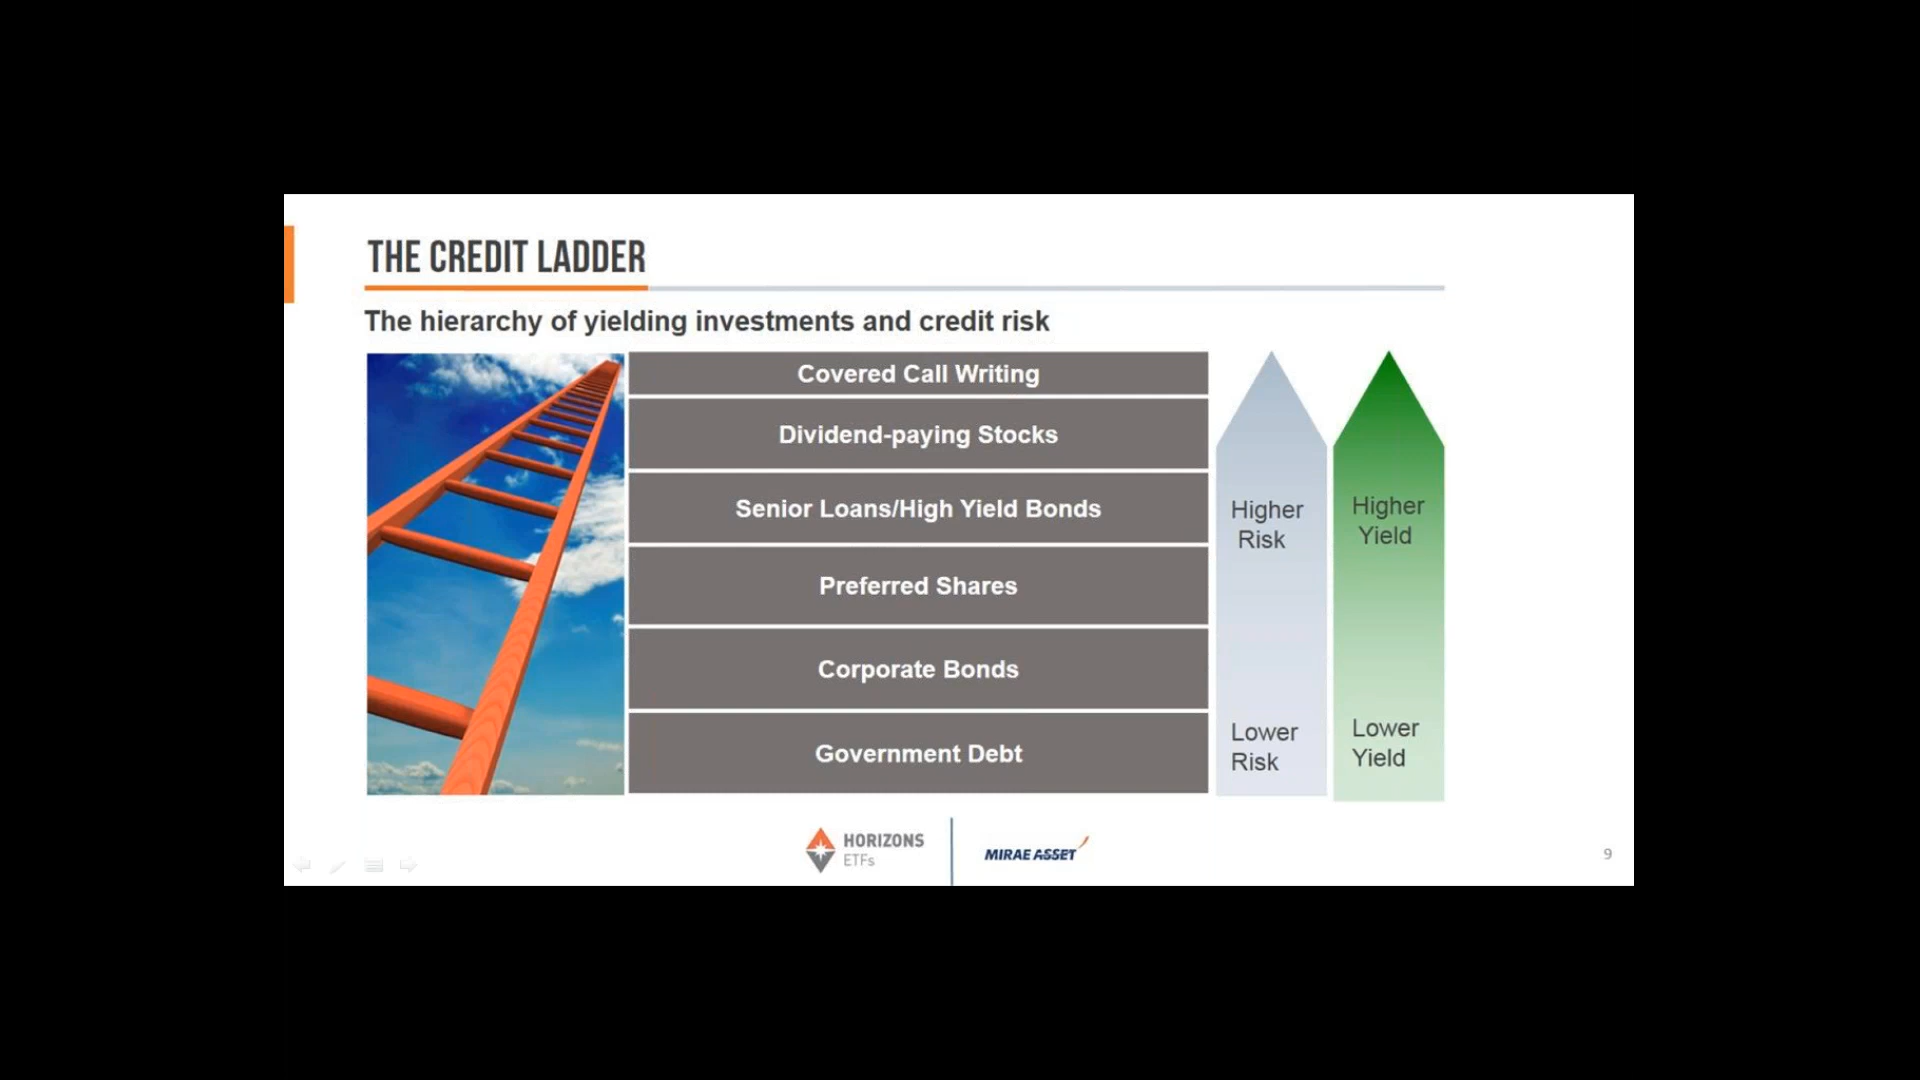 THE CREDIT LADDER
The hierarchy of yielding investments and credit risk
Covered Call Writing
Dividend-paying Stocks
Senior Loans/High Yield Bonds
Preferred Shares
Corporate Bonds
Government Debt
Higher
Risk
Lower
Risk
Higher
Yield
Lower
Yield
HORIZONS
ETFs
MIRAE ASSET
9